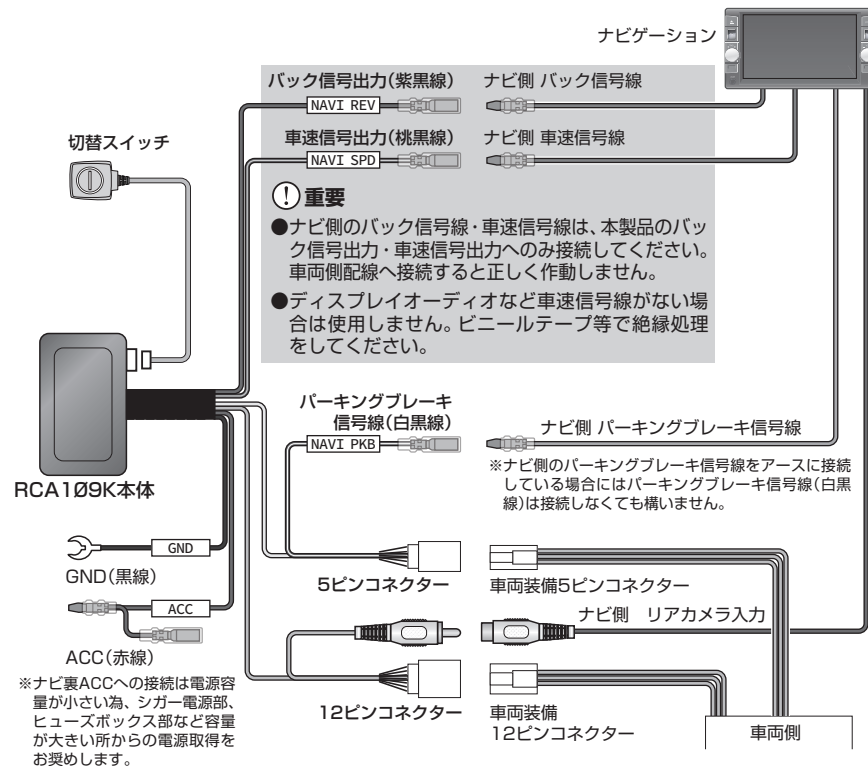 ナビゲーション
バック信号出力(紫黒線)
ナビ側 バック信号線
NAVI REV
車速信号出力(桃黒線)
ナビ側 車速信号線
NAVI SPD
切替スイッチ
重要
●ナビ側のバック信号線・車速信号線は、本製品のバッ
ク信号出力・車速信号出力へのみ接続してください。
車両側配線へ接続すると正しく作動しません。
●ディスプレイオーディオなど車速信号線がない場
合は使用しません。ビニールテープ等で絶縁処理
をしてください。
パーキングブレーキ
信号線(白黒線)
NAVI PKB
ナビ側 パーキングブレーキ信号線
※ナビ側のパーキングブレーキ信号線をアースに接続
している場合にはパーキングブレーキ信号線(白黒
線)は接続しなくても構いません。
RCA1Ø9K本体
GND
GND(黒線)
ACC
ACC(赤線)
※ナビ裏ACCへの接続は電源容
量が小さい為、シガー電源部、
ヒューズボックス部など容量
が大きい所からの電源取得を
お奨めします。
5ピンコネクター
車両装備5ピンコネクター
ナビ側 リアカメラ入力
12ピンコネクター
車両装備
12ピンコネクター
車両側